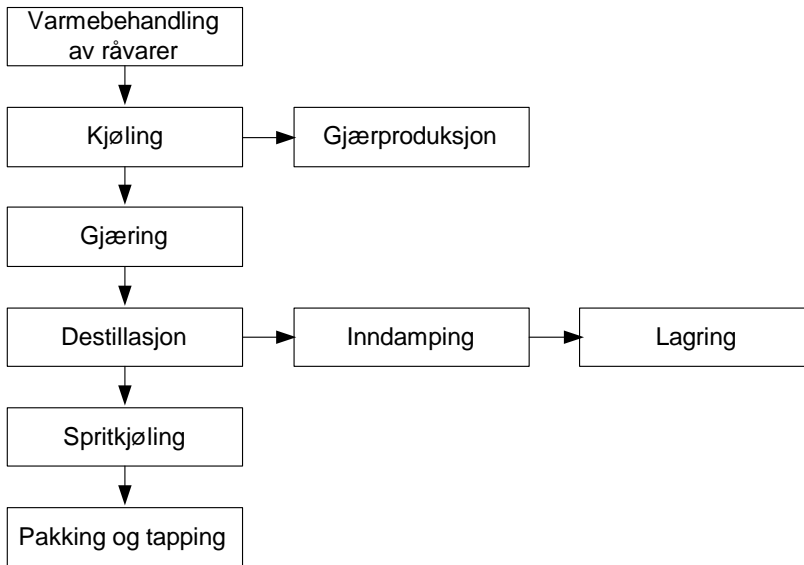 Varmebehandling
av råvarer
Kjøling
Gjærproduksjon
Gjæring
Destillasjon
Inndamping
Lagring
Spritkjøling
Pakking og tapping